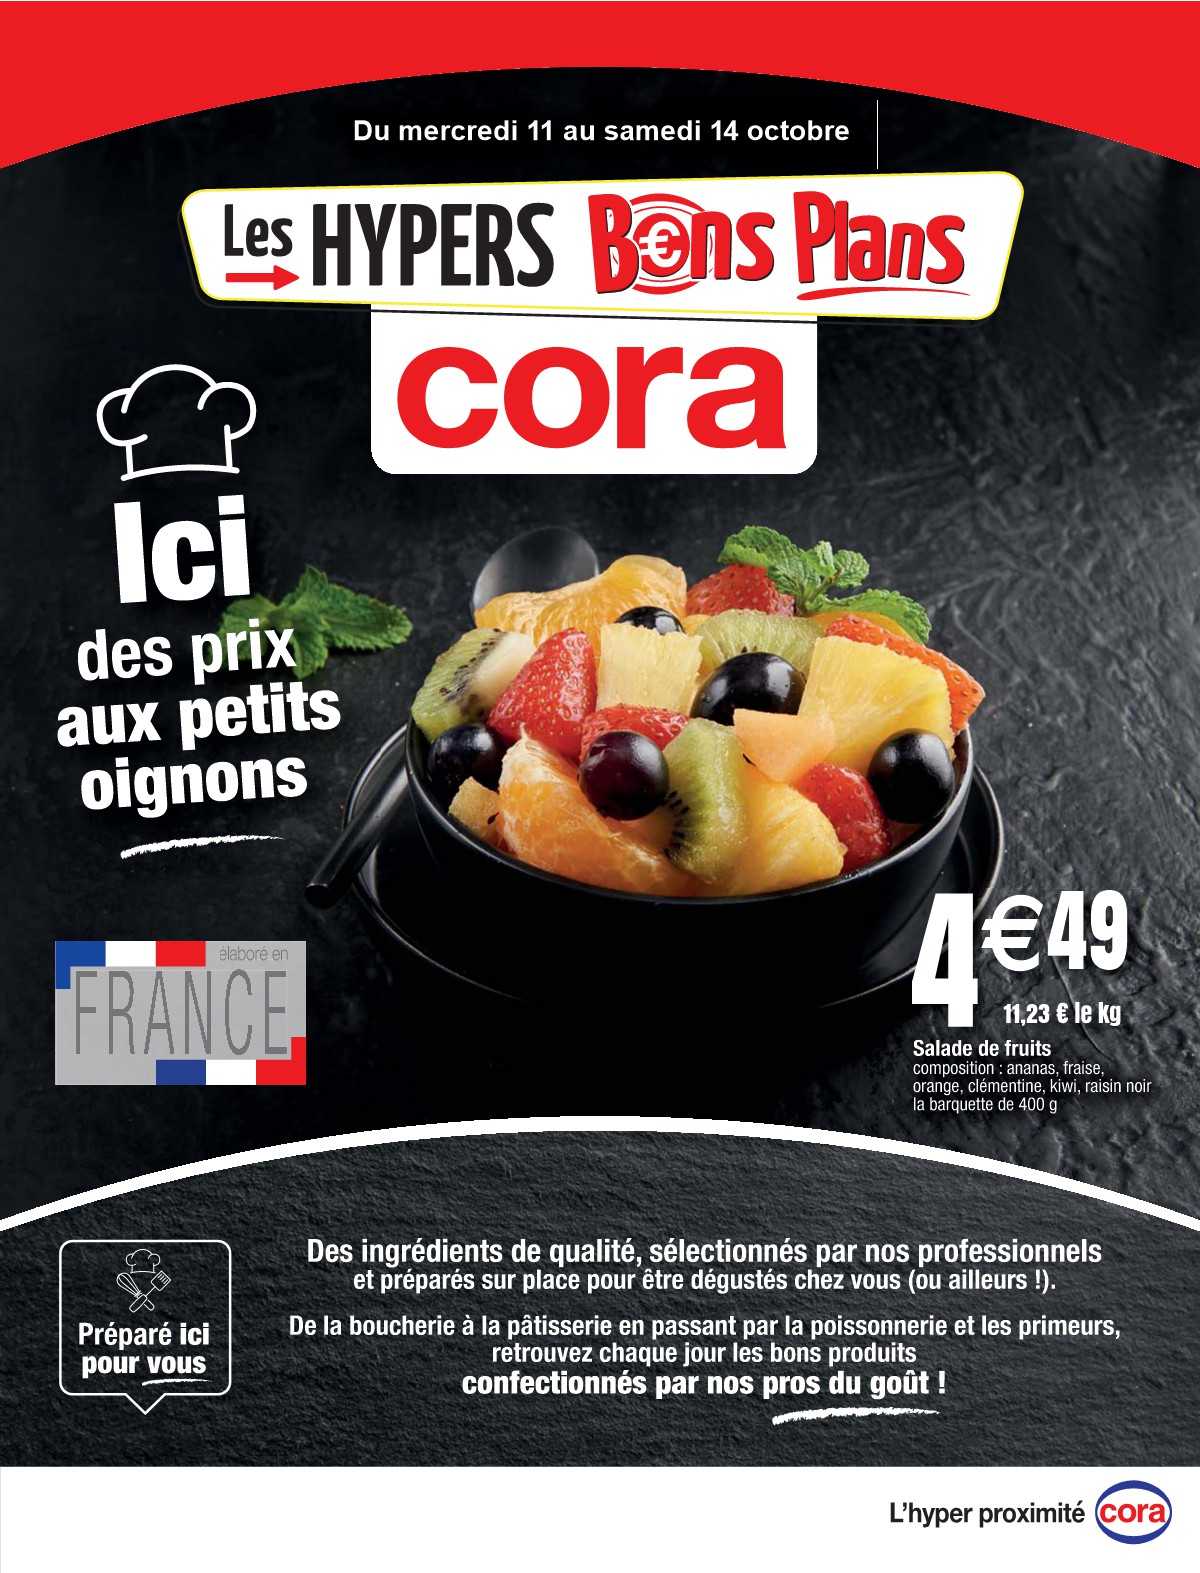 Du mercredi 11 au samedi 14 octobre
Les HYPERS Bons Plans
cora
Ici
des prix
aux petits
oignons
élaboré en
FRANCE
4€49
11,23 € le kg
Salade de fruits
composition : ananas, fraise,
orange, clémentine, kiwi, raisin noir
la barquette de 400 g
Des ingrédients de qualité, sélectionnés par nos professionnels
et préparés sur place pour être dégustés chez vous (ou ailleurs !).
De la boucherie à la pâtisserie en passant par la poissonnerie et les primeurs,
retrouvez chaque jour les bons produits
confectionnés par nos pros du goût !
Préparé ici
pour vous
L'hyper proximité cora